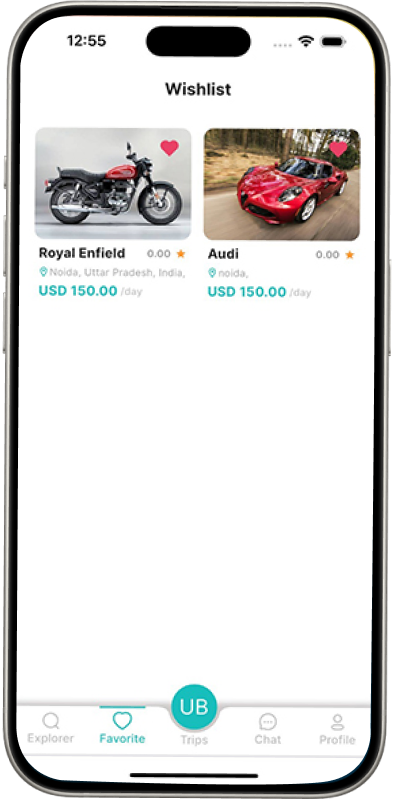 12:55
Wishlist
Royal Enfield 0.00
Noida, Uttar Pradesh, India,
USD 150.00 /day
Audi 0.00
noida,
USD 150.00 /day
UB
Explorer Favorite Trips Chat Profile